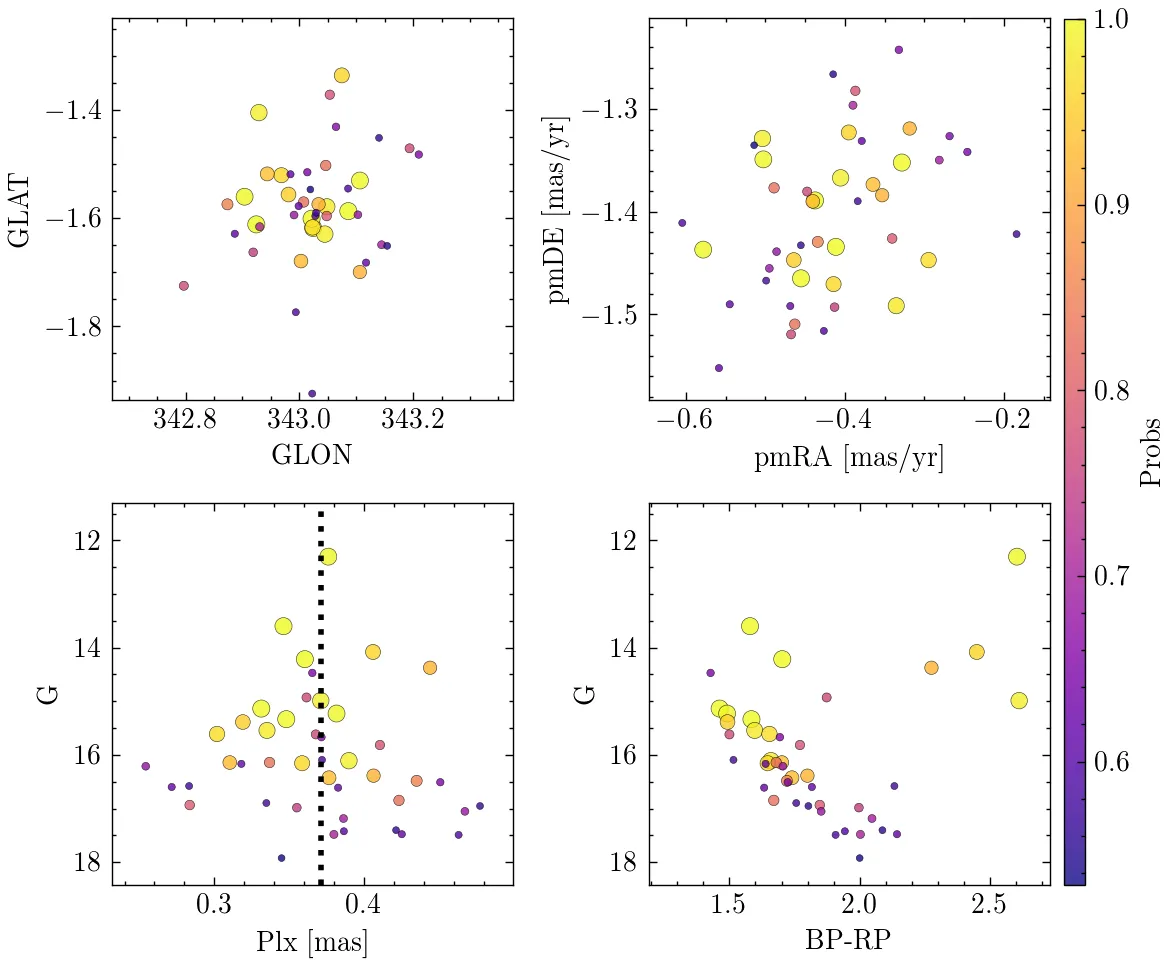 −1.4
−1.6
−1.8
GLAT
342.8 343.0 343.2
GLON
−1.3
−1.4
−1.5
pmDE [mas/yr]
−0.6 −0.4 −0.2
pmRA [mas/yr]
1.0
0.9
0.8
0.7
0.6
Probs
12
14
16
18
G
0.3 0.4
Plx [mas]
12
14
16
18
G
1.5 2.0 2.5
BP-RP